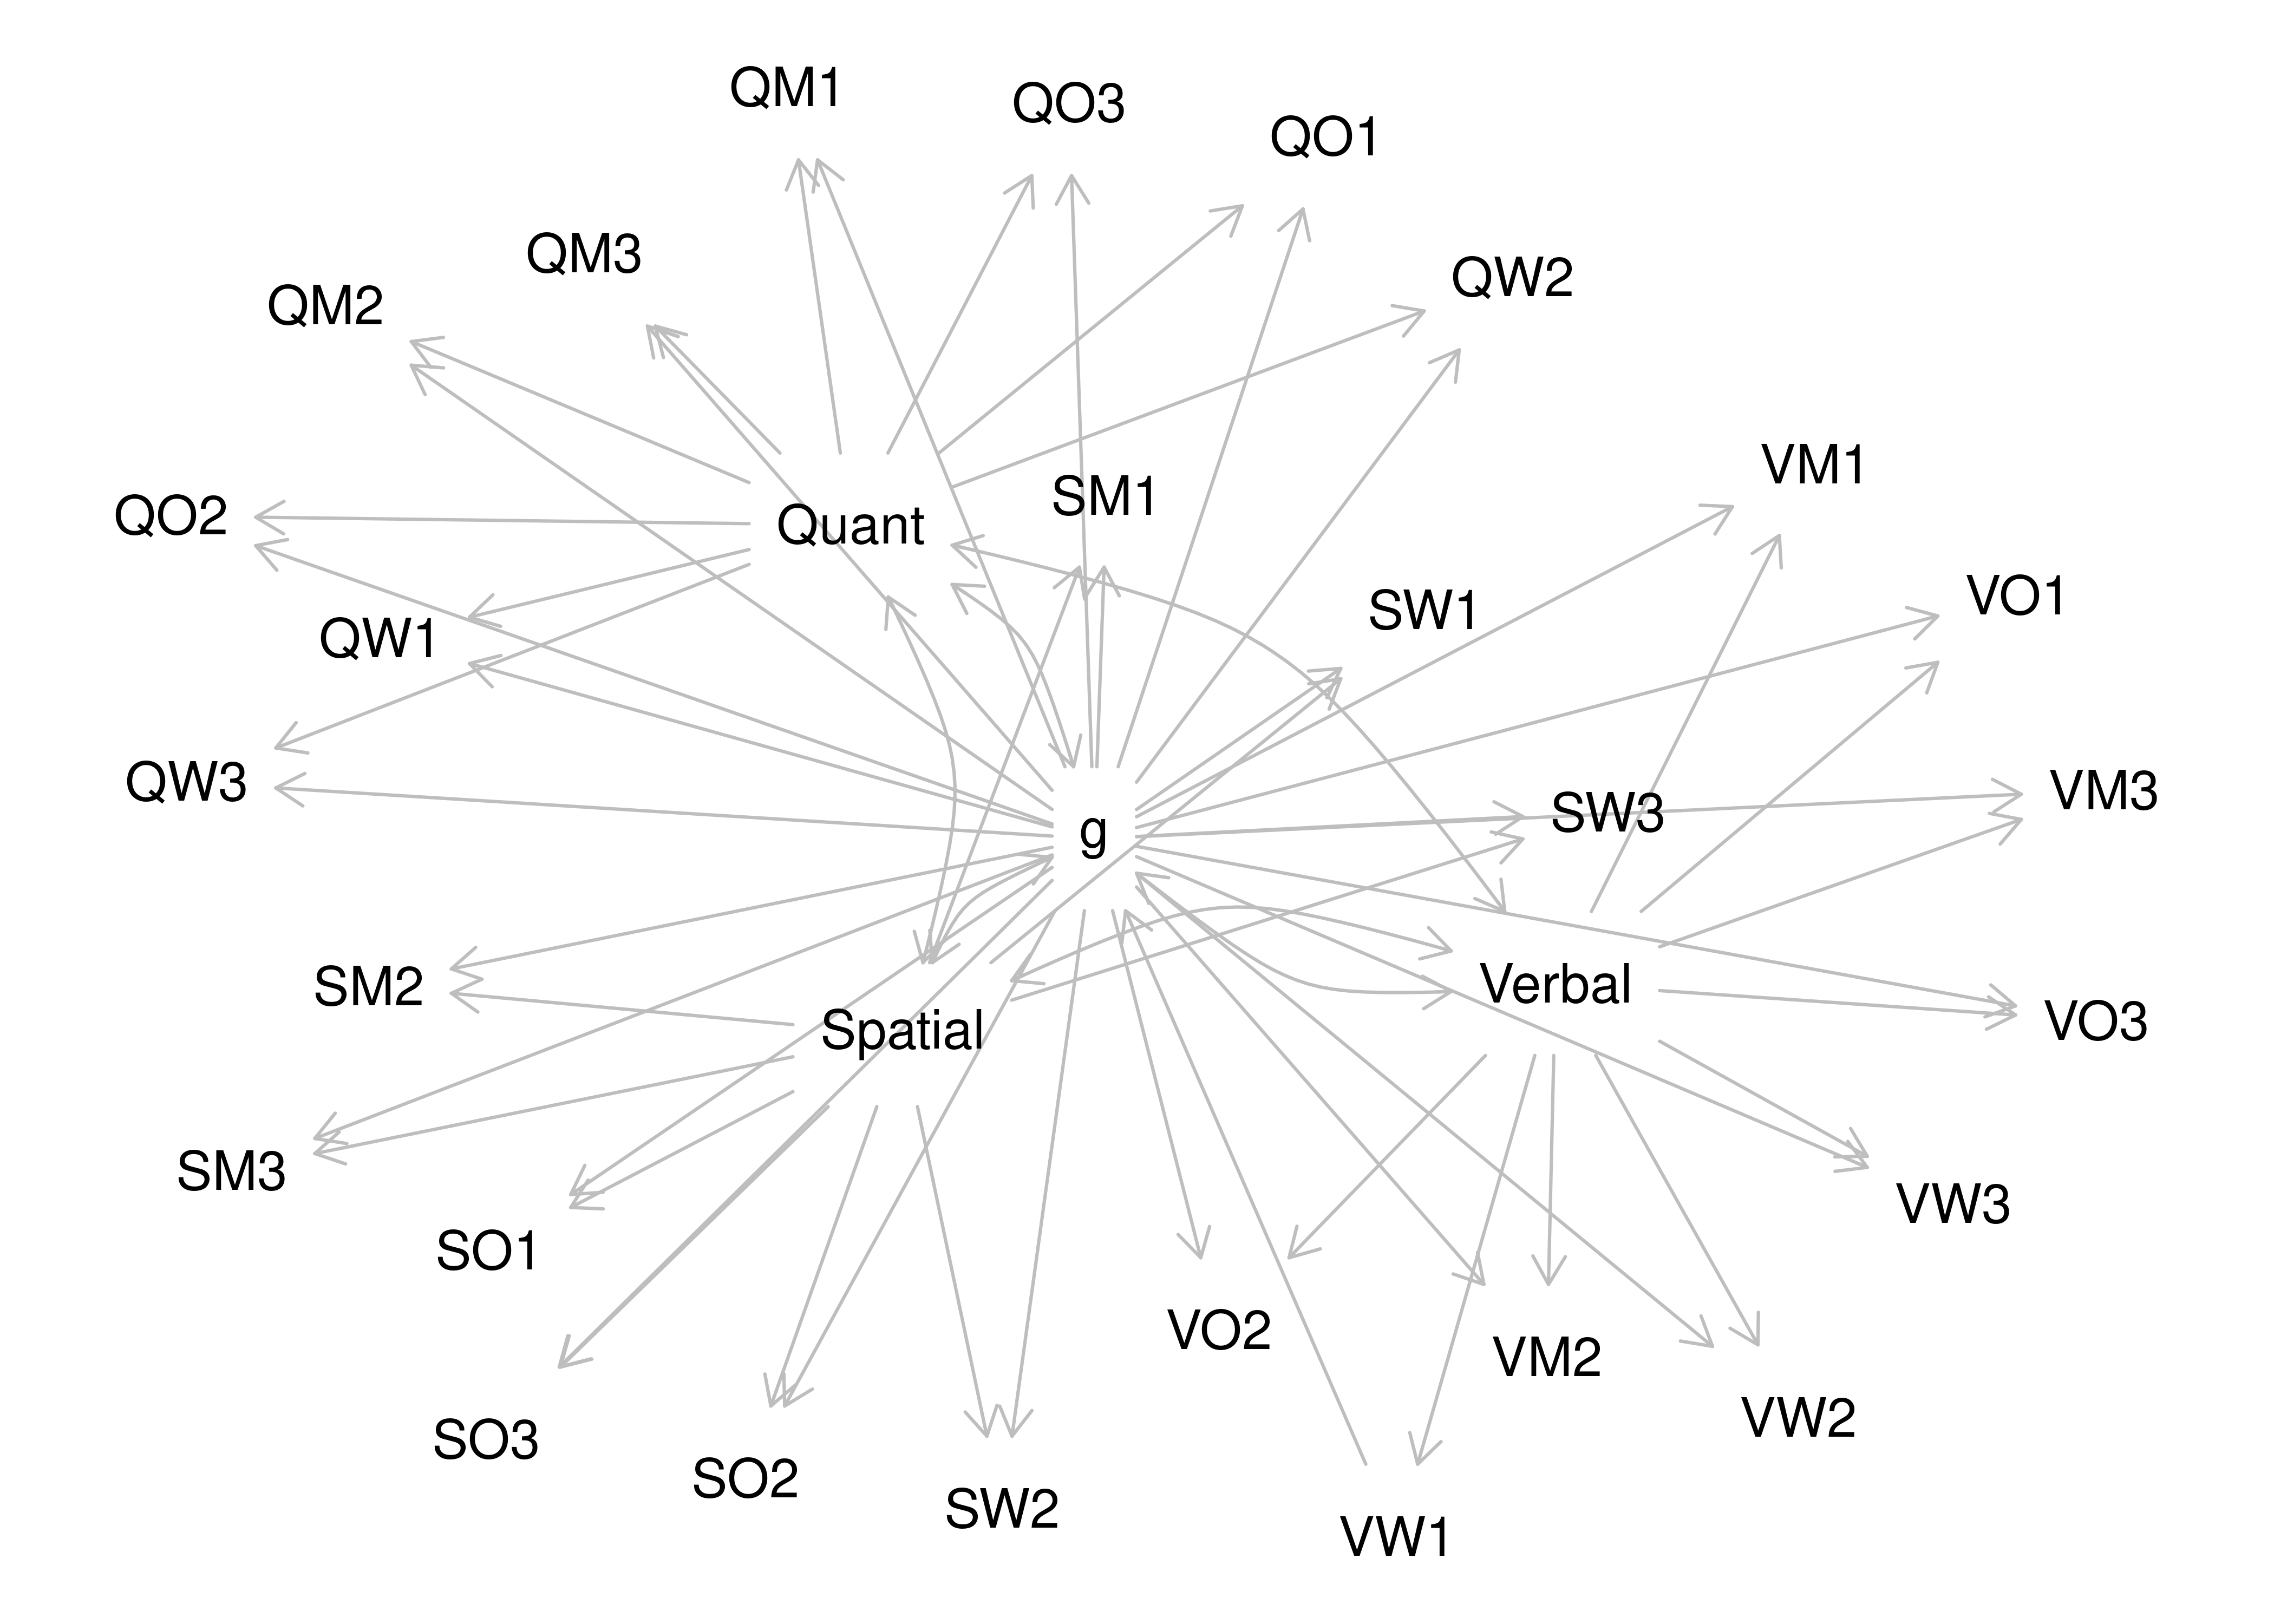 QM1
QO3
QO1
QM3
QW2
QM2
VM1
SM1
QO2
Quant
VO1
SW1
QW1
QW3
VM3
SW3
g
SM2
Verbal
VO3
Spatial
SM3
VW3
SO1
VO2
VM2
VW2
SO3
SO2
SW2
VW1